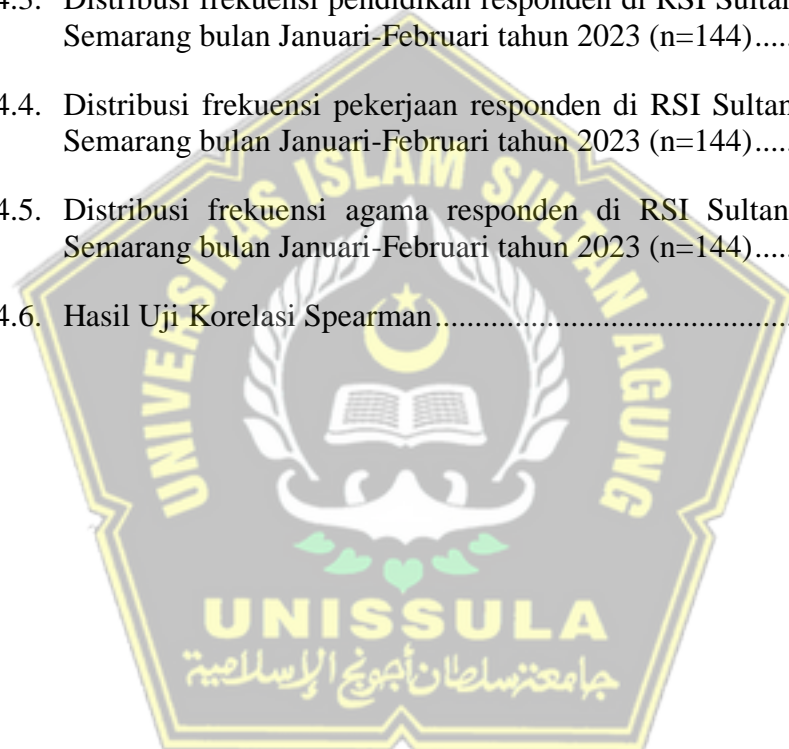 4.3. Distribusi frekuensi pendidikan responden di RSI Sultan
Semarang bulan Januari-Februari tahun 2023 (n=144).....
4.4. Distribusi frekuensi pekerjaan responden di RSI Sultan
Semarang bulan Januari-Februari tahun 2023 (n=144).....
4.5. Distribusi frekuensi agama responden di RSI Sultan
Semarang bulan Januari-Februari tahun 2023 (n=144).....
4.6. Hasil Uji Korelasi Spearman......................................
UNIVERSITAS ISLAM SULTAN AGUNG
UNISSULA
جامعة سلطان أجونج الإسلامية